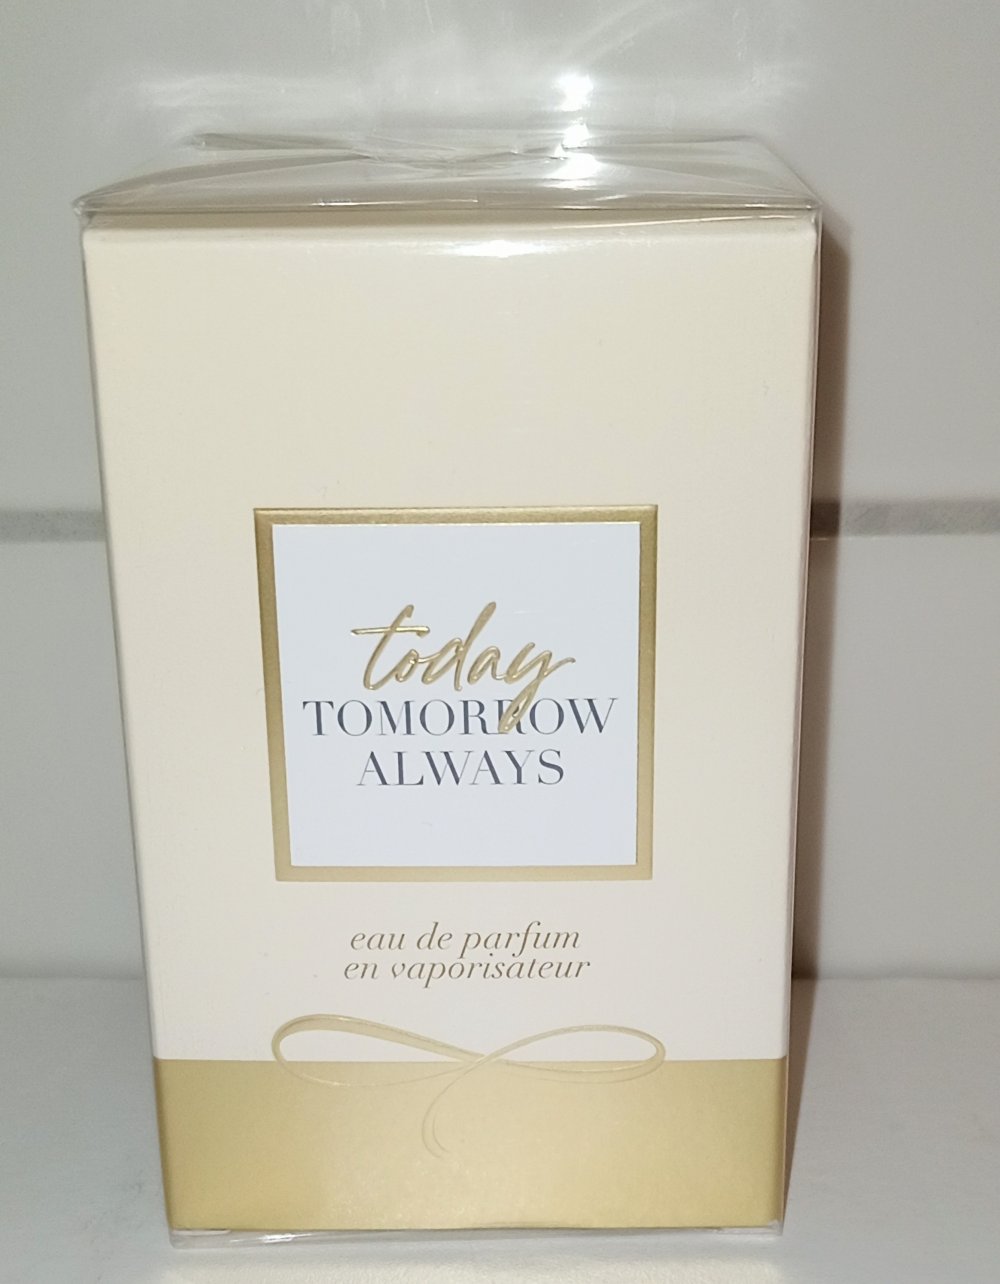 today
TOMORROW
ALWAYS
eau de parfum
en vaporisateur